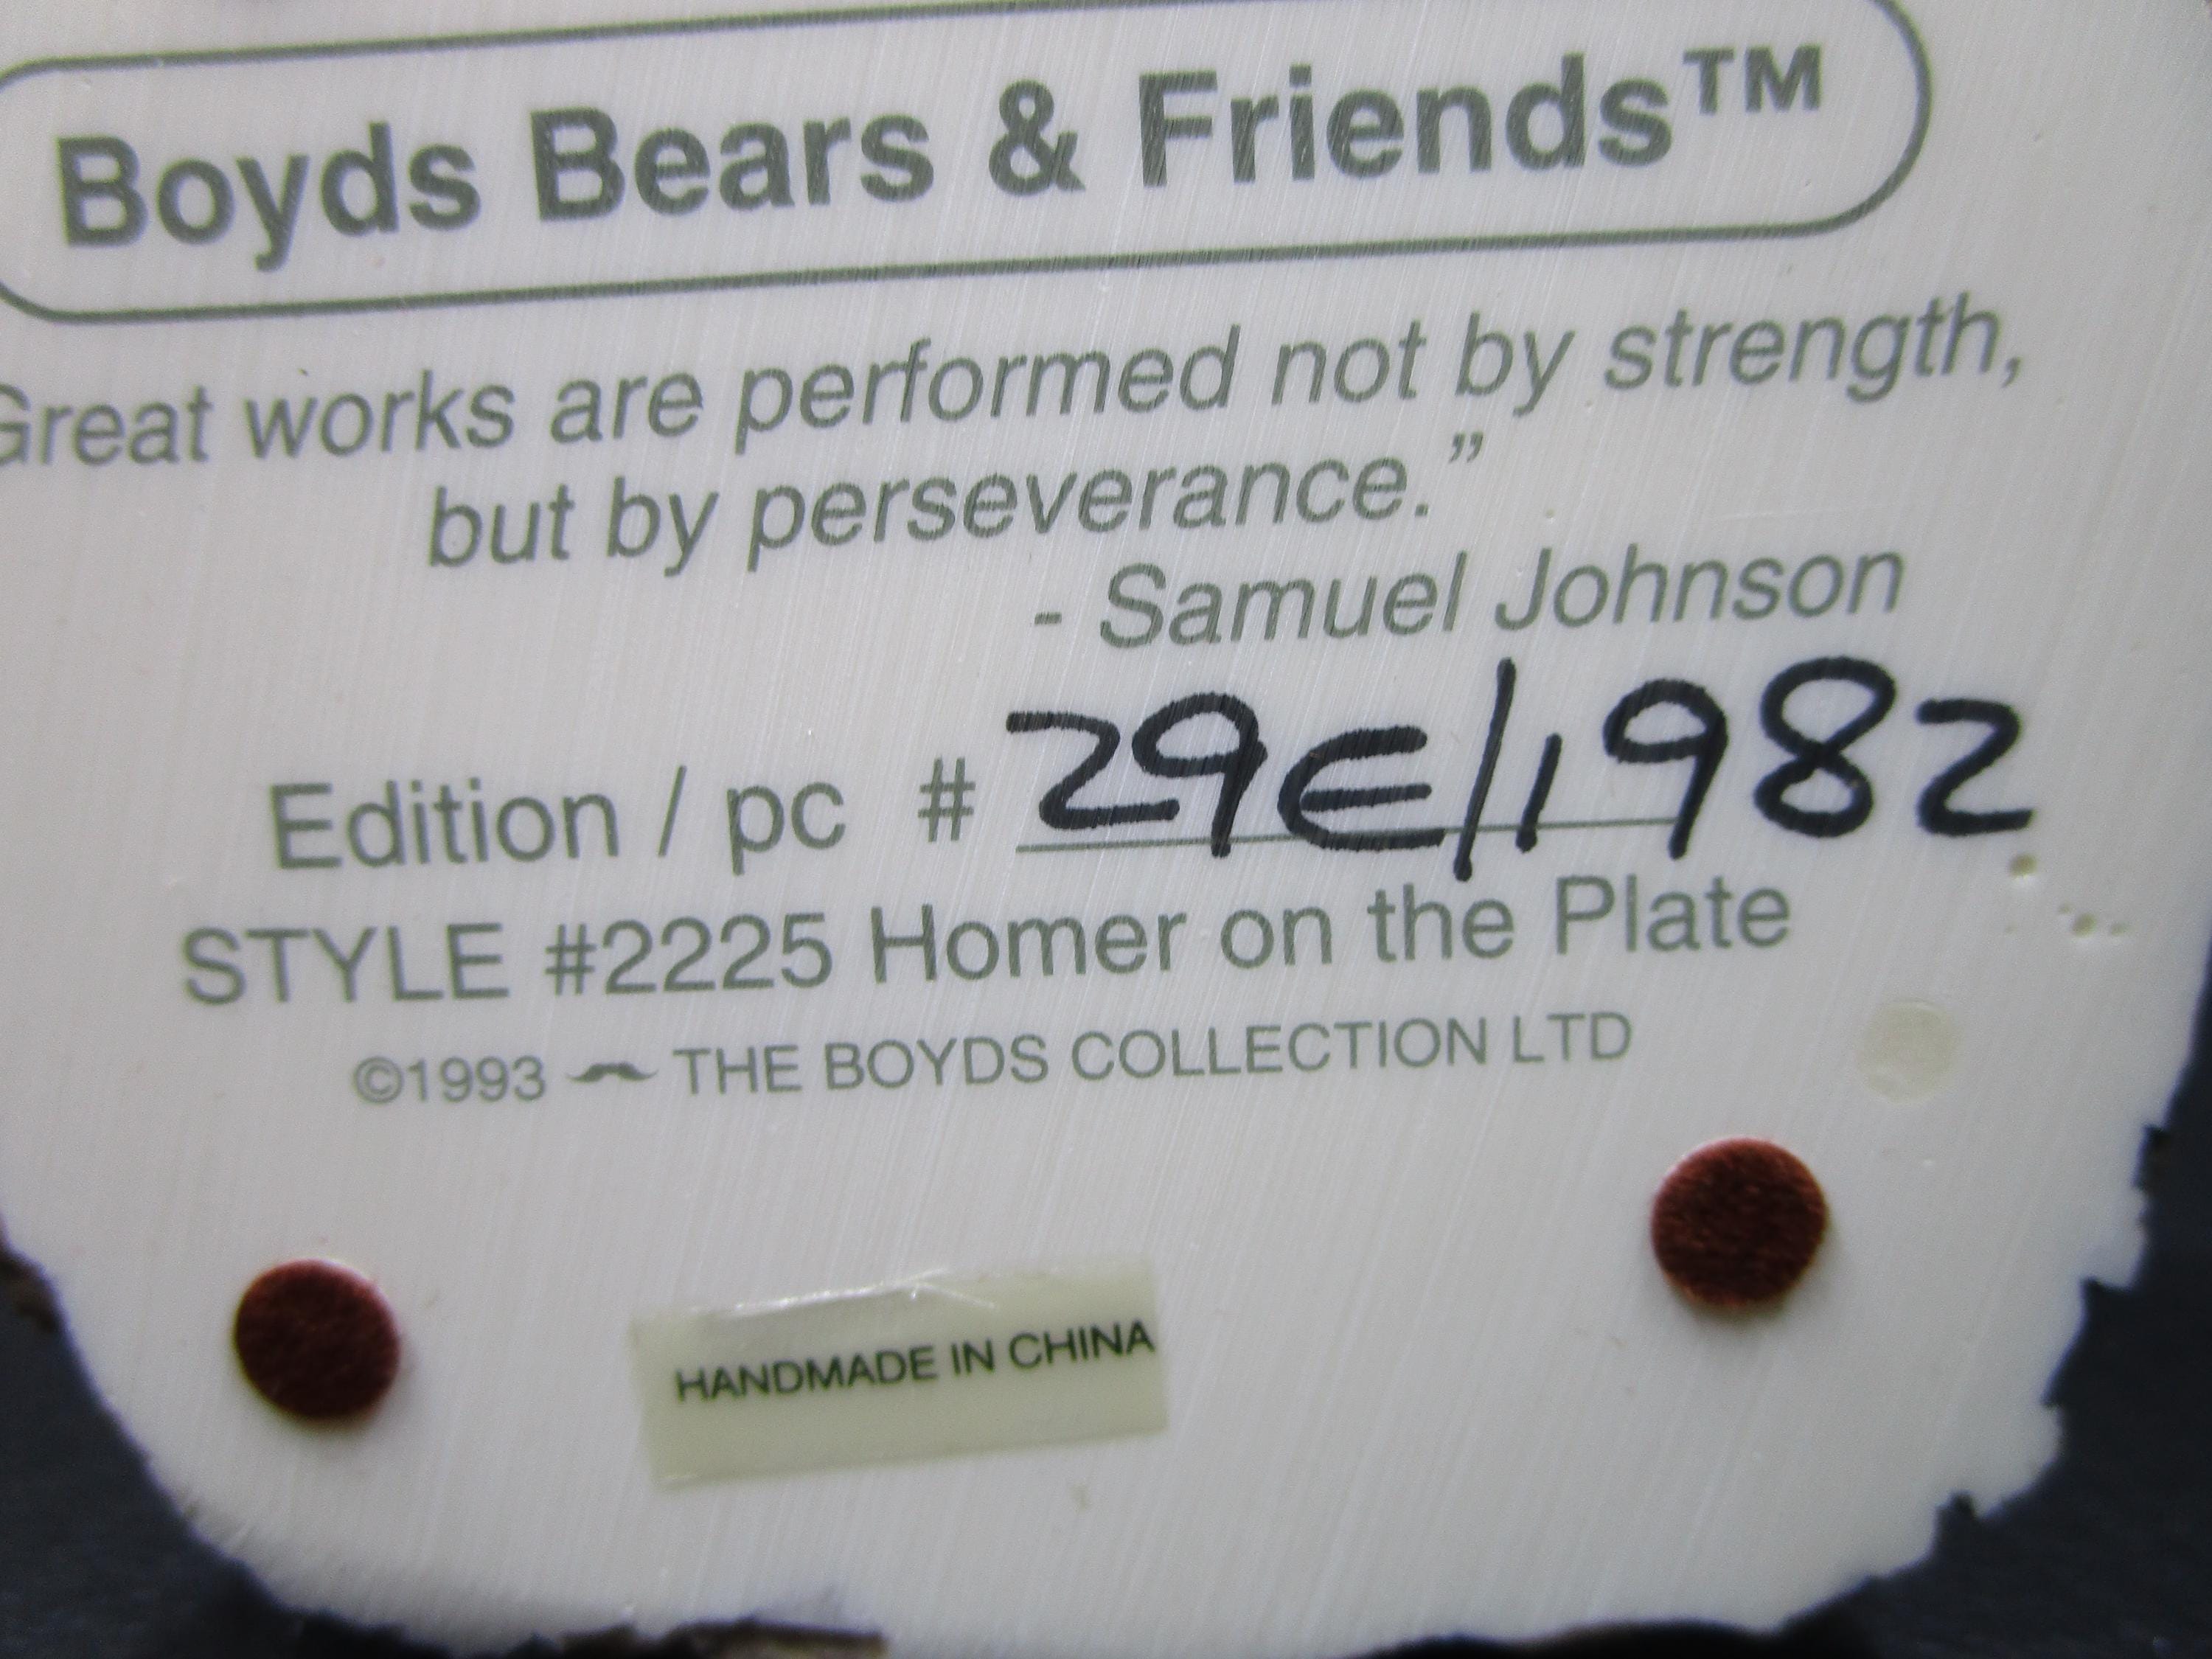 Boyds Bears & Friends™
Great works are performed not by strength,
but by perseverance.”
- Samuel Johnson
Edition / pc # 29E/1982
STYLE #2225 Homer on the Plate
©1993 THE BOYDS COLLECTION LTD
HANDMADE IN CHINA